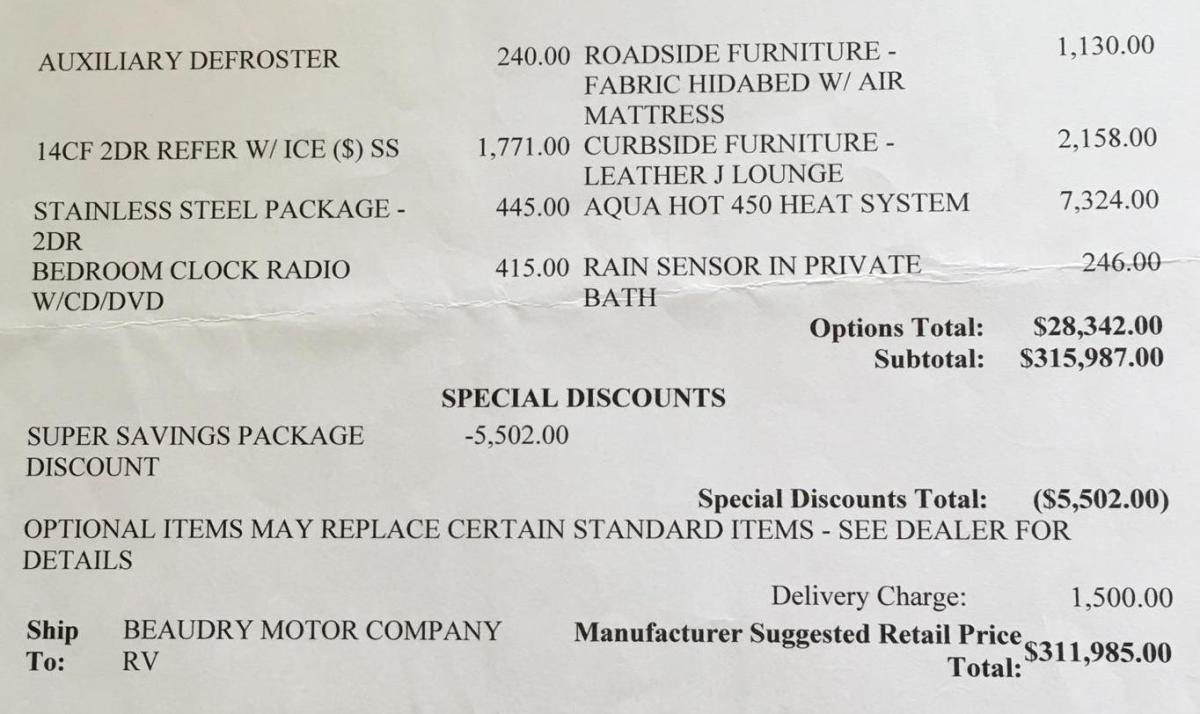 AUXILIARY DEFROSTER 240.00 ROADSIDE FURNITURE - 1,130.00
FABRIC HIDABED W/ AIR
MATTRESS
14CF 2DR REFER W/ ICE ($) SS 1,771.00 CURBSIDE FURNITURE - 2,158.00
LEATHER J LOUNGE
STAINLESS STEEL PACKAGE - 445.00 AQUA HOT 450 HEAT SYSTEM 7,324.00
2DR
BEDROOM CLOCK RADIO 415.00 RAIN SENSOR IN PRIVATE 246.00
W/CD/DVD BATH
Options Total: $28,342.00
Subtotal: $315,987.00
SPECIAL DISCOUNTS
SUPER SAVINGS PACKAGE -5,502.00
DISCOUNT
Special Discounts Total: ($5,502.00)
OPTIONAL ITEMS MAY REPLACE CERTAIN STANDARD ITEMS - SEE DEALER FOR
DETAILS
Delivery Charge: 1,500.00
Ship BEAUDRY MOTOR COMPANY Manufacturer Suggested Retail Price
To: RV Total: $311,985.00